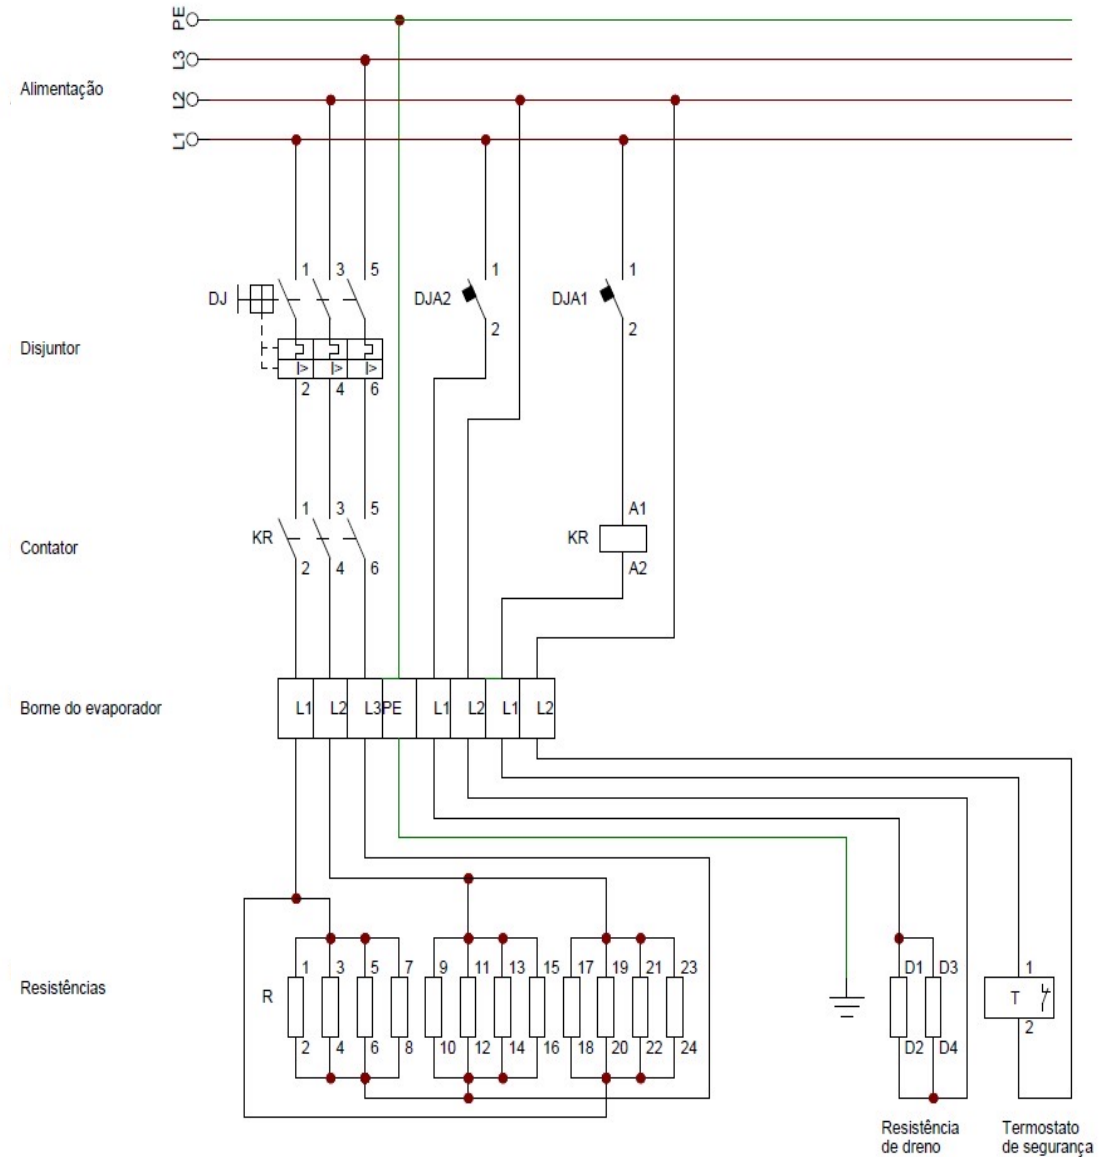 PE
L3
Alimentação
L2
L1
1 3 5 1 1
DJ DJA2 DJA1
2 2
Disjuntor
I> I> I>
2 4 6
1 3 5 A1
KR KR
Contator
2 4 6 A2
Borne do evaporador L1 L2 L3 PE L1 L2 L1 L2
1 3 5 7 9 11 13 15 17 19 21 23 D1 D3 1
Resistências R T
2 4 6 8 10 12 14 16 18 20 22 24 D2 D4 2
Resistência Termostato
de dreno de segurança